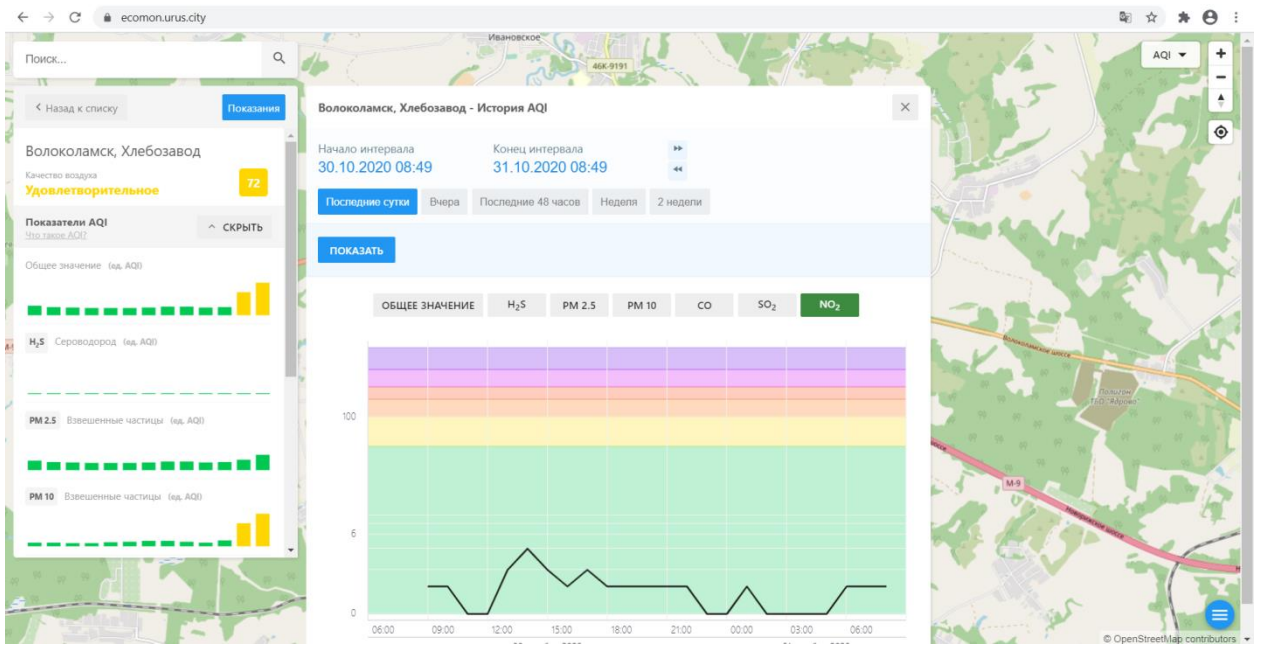 ecomon.urus.city
Поиск...
Назад к списку
Показания
Волоколамск, Хлебозавод
Качество воздуха
Удовлетворительное
72
Показатели AQI
Что такое AQI?
СКРЫТЬ
Общее значение (ед. AQI)
H₂S Сероводород (ед. AQI)
PM 2.5 Взвешенные частицы (ед. AQI)
PM 10 Взвешенные частицы (ед. AQI)
Ивановское
46К-9191
Волоколамск, Хлебозавод - История AQI
Начало интервала
30.10.2020 08:49
Конец интервала
31.10.2020 08:49
Последние сутки Вчера Последние 48 часов Неделя 2 недели
ПОКАЗАТЬ
ОБЩЕЕ ЗНАЧЕНИЕ H₂S PM 2.5 PM 10 CO SO₂ NO₂
100
6
0
06:00 09:00 12:00 15:00 18:00 21:00 00:00 03:00 06:00
AQI
Волоколамское шоссе
Полигон
ТБО "Ядрово"
М-9
Новорижское шоссе
© OpenStreetMap contributors